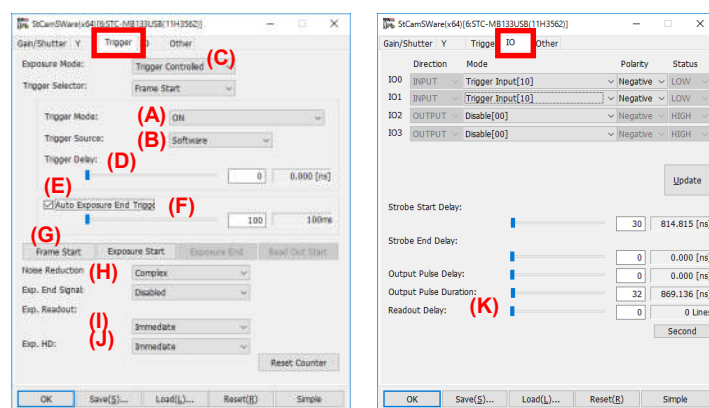 StCamSWare(x64)[6:STC-MB133USB(11H3562)]
Gain/Shutter Y Trigger Other
Exposure Mode: Trigger Controlled (C)
Trigger Selector: Frame Start
Trigger Mode: (A) ON
Trigger Source: (B) Software
Trigger Delay: (D)
0 0.000 [ms]
(E)
Auto Exposure End Trigge (F)
100 100ms
(G)
Frame Start Exposure Start Exposure End Read Out Start
Noise Reduction (H) Complex
Exp. End Signal: Disabled
Exp. Readout:
(I) Immediate
Exp. HD: (J) Immediate
Reset Counter
OK Save(S)... Load(L)... Reset(R) Simple
StCamSWare(x64)[6:STC-MB133USB(11H3562)]
Gain/Shutter Y Trigge IO Other
Direction Mode Polarity Status
IO0 INPUT Trigger Input[10] Negative LOW
IO1 INPUT Trigger Input[10] Negative LOW
IO2 OUTPUT Disable[00] Negative HIGH
IO3 OUTPUT Disable[00] Negative HIGH
Update
Strobe Start Delay:
30 814.815 [ns]
Strobe End Delay:
0 0.000 [ns]
Output Pulse Delay: 0 0.000 [ns]
Output Pulse Duration: 32 869.136 [ns]
Readout Delay: (K) 0 0 Lines
Second
OK Save(S)... Load(L)... Reset(R) Simple